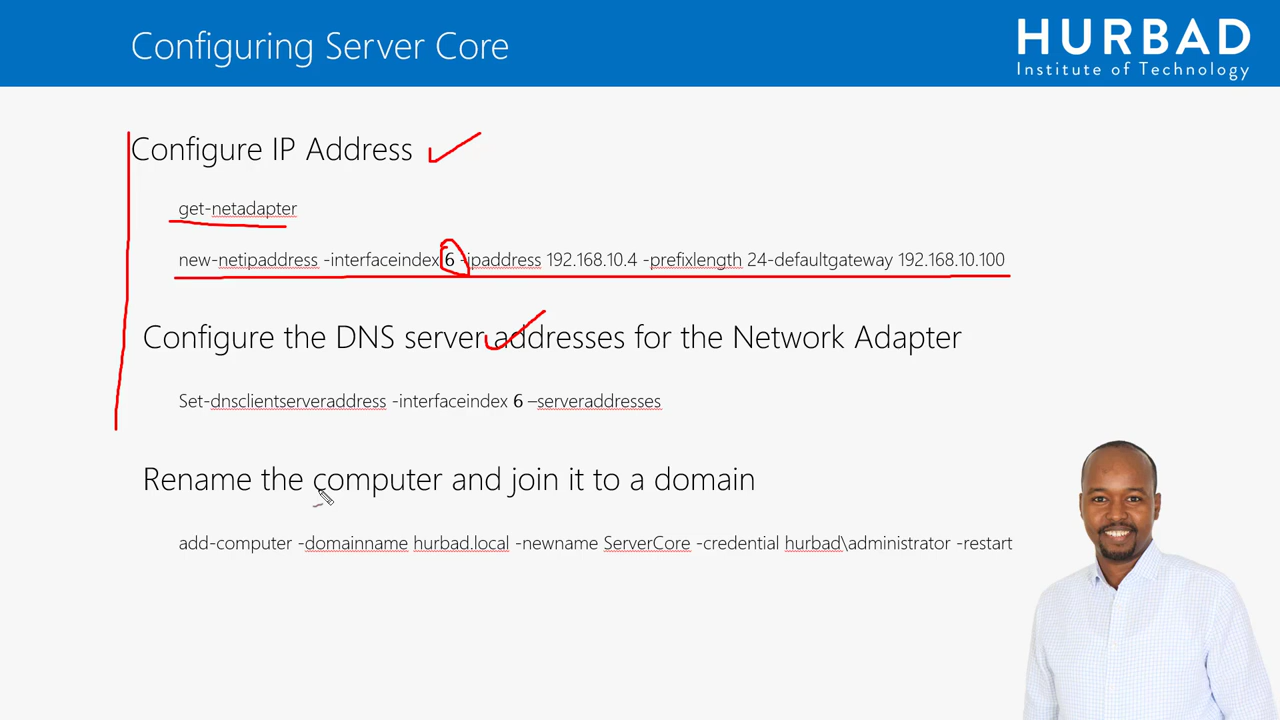 Configuring Server Core
HURBAD
Institute of Technology
Configure IP Address
get-netadapter
new-netipaddress -interfaceindex 6 -ipaddress 192.168.10.4 -prefixlength 24-defaultgateway 192.168.10.100
Configure the DNS server addresses for the Network Adapter
Set-dnsclientserveraddress -interfaceindex 6 –serveraddresses
Rename the computer and join it to a domain
add-computer -domainname hurbad.local -newname ServerCore -credential hurbad\administrator -restart